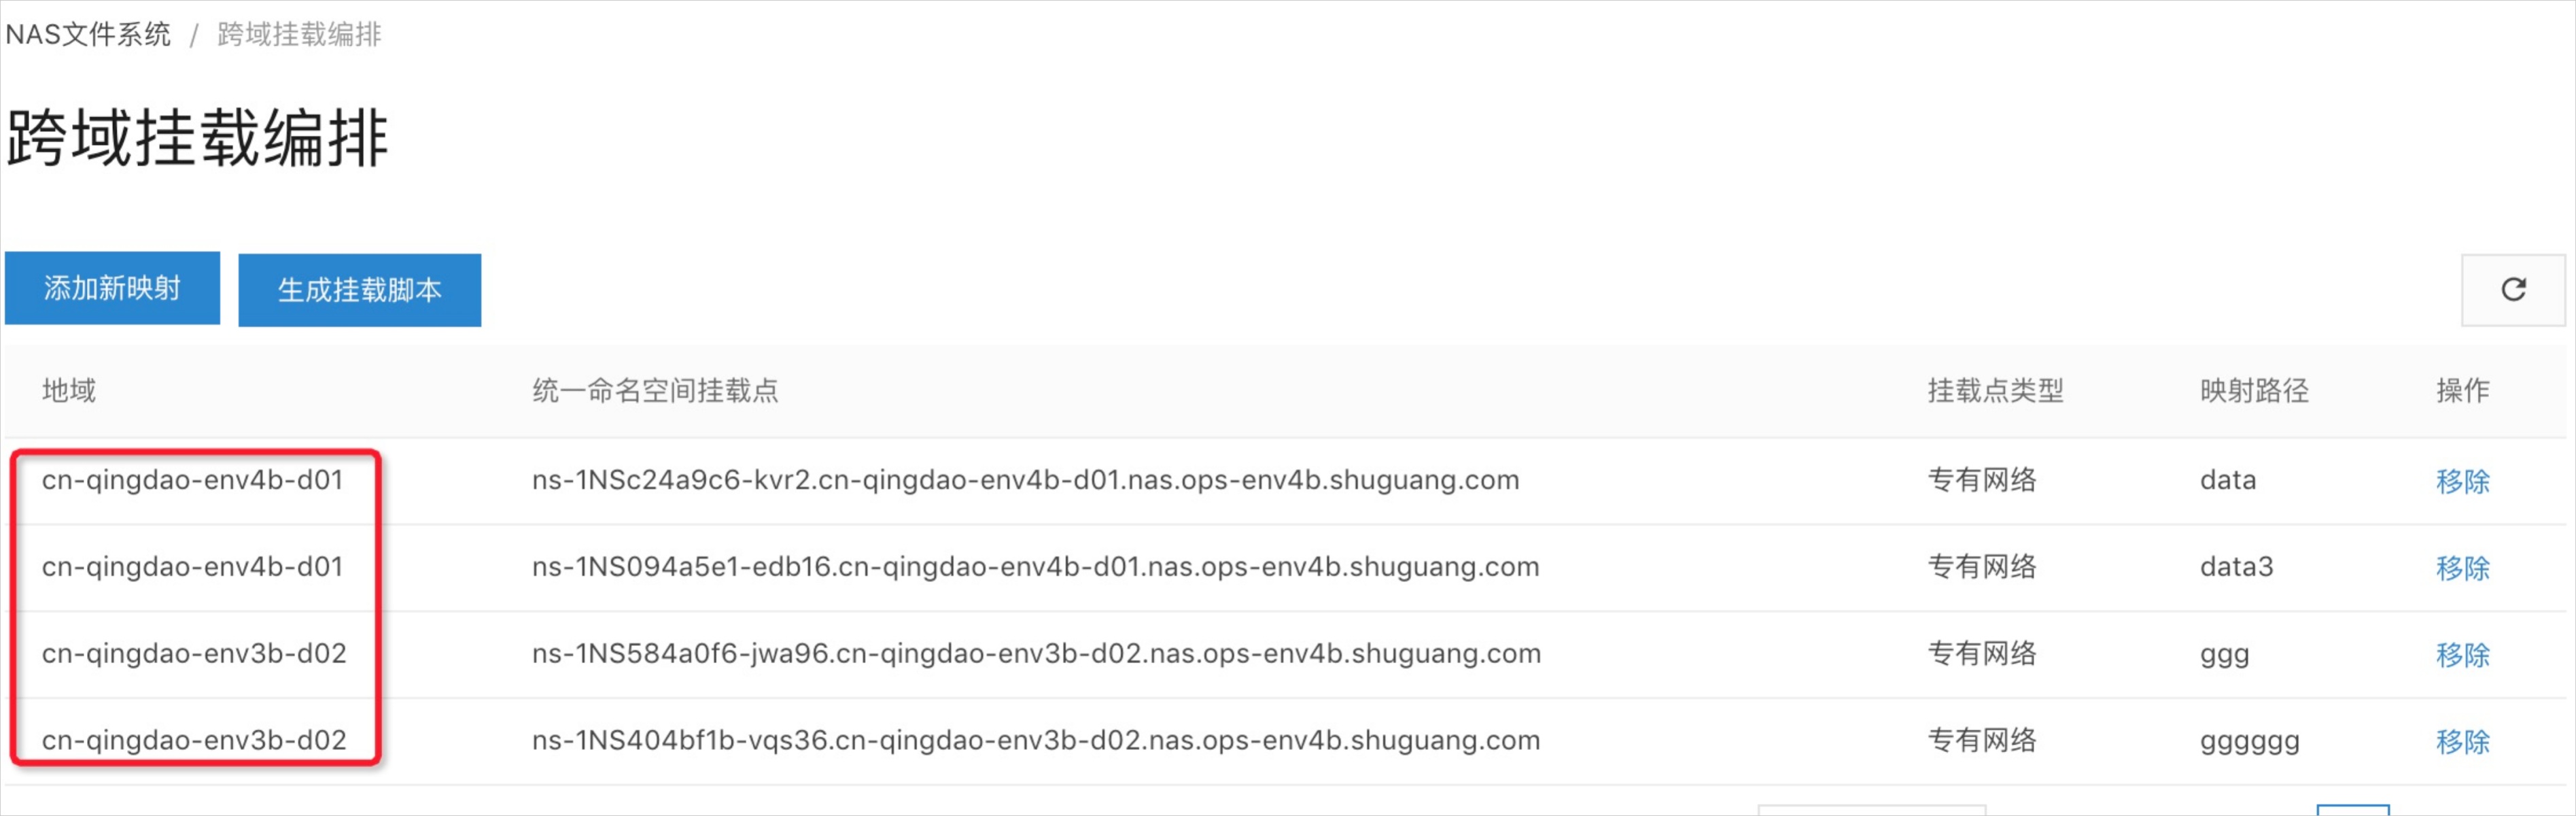 NAS文件系统 / 跨域挂载编排
跨域挂载编排
添加新映射 生成挂载脚本
地域 统一命名空间挂载点 挂载点类型 映射路径 操作
cn-qingdao-env4b-d01 ns-1NSc24a9c6-kvr2.cn-qingdao-env4b-d01.nas.ops-env4b.shuguang.com 专有网络 data 移除
cn-qingdao-env4b-d01 ns-1NS094a5e1-edb16.cn-qingdao-env4b-d01.nas.ops-env4b.shuguang.com 专有网络 data3 移除
cn-qingdao-env3b-d02 ns-1NS584a0f6-jwa96.cn-qingdao-env3b-d02.nas.ops-env4b.shuguang.com 专有网络 ggg 移除
cn-qingdao-env3b-d02 ns-1NS404bf1b-vqs36.cn-qingdao-env3b-d02.nas.ops-env4b.shuguang.com 专有网络 gggggg 移除